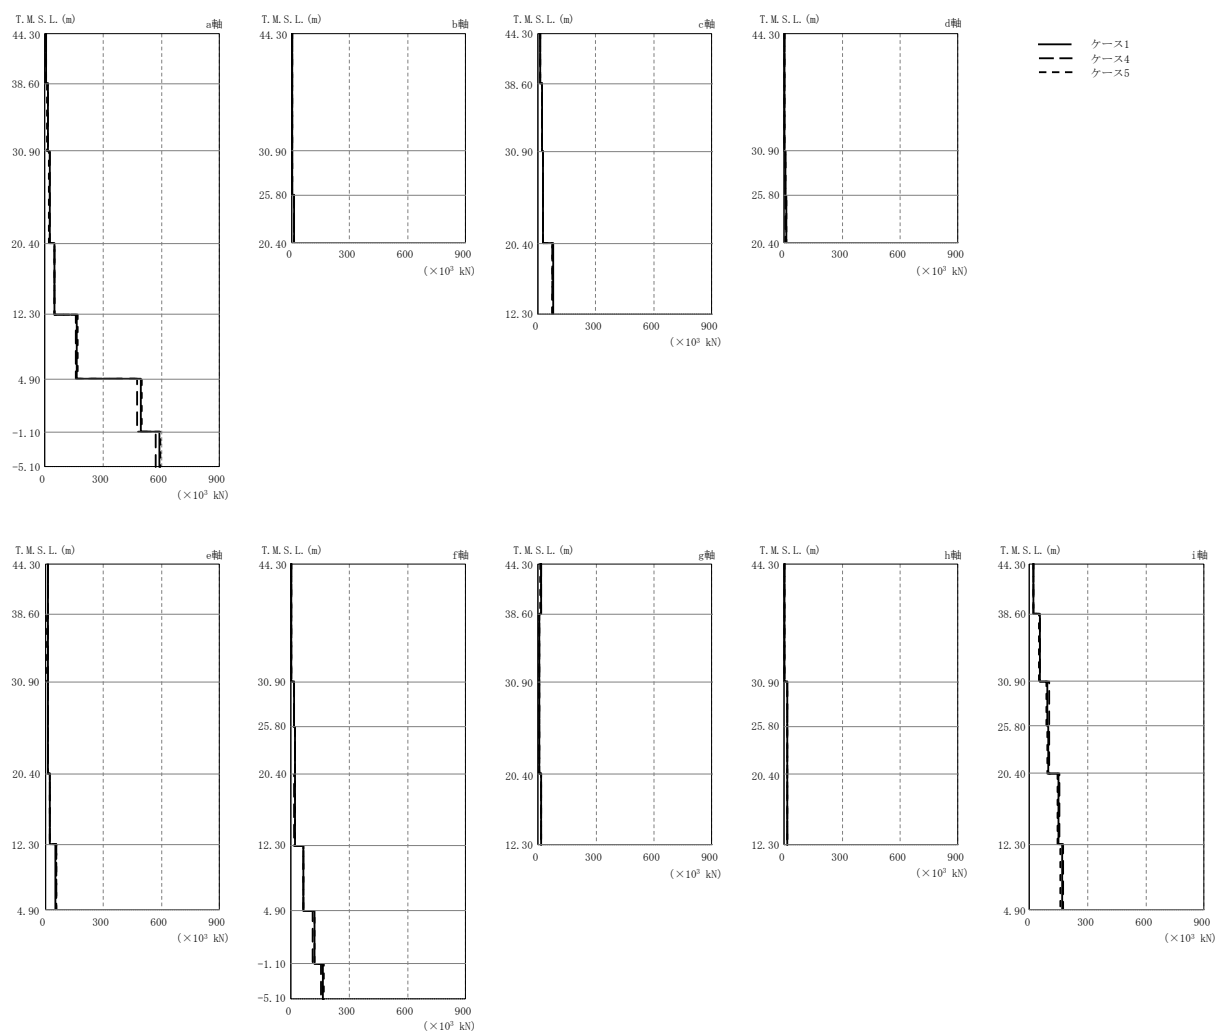 T.M.S.L.(m) a軸
44.30
38.60
30.90
20.40
12.30
4.90
-1.10
-5.10
0 300 600 900
(×10³ kN)
T.M.S.L.(m) b軸
44.30
30.90
25.80
20.40
0 300 600 900
(×10³ kN)
T.M.S.L.(m) c軸
44.30
38.60
30.90
20.40
12.30
0 300 600 900
(×10³ kN)
T.M.S.L.(m) d軸
44.30
30.90
25.80
20.40
0 300 600 900
(×10³ kN)
ケース1
ケース4
ケース5
T.M.S.L.(m) e軸
44.30
38.60
30.90
20.40
12.30
4.90
0 300 600 900
(×10³ kN)
T.M.S.L.(m) f軸
44.30
30.90
25.80
20.40
12.30
4.90
-1.10
-5.10
0 300 600 900
(×10³ kN)
T.M.S.L.(m) g軸
44.30
38.60
30.90
20.40
12.30
0 300 600 900
(×10³ kN)
T.M.S.L.(m) h軸
44.30
30.90
25.80
20.40
12.30
0 300 600 900
(×10³ kN)
T.M.S.L.(m) i軸
44.30
38.60
30.90
25.80
20.40
12.30
4.90
0 300 600 900
(×10³ kN)